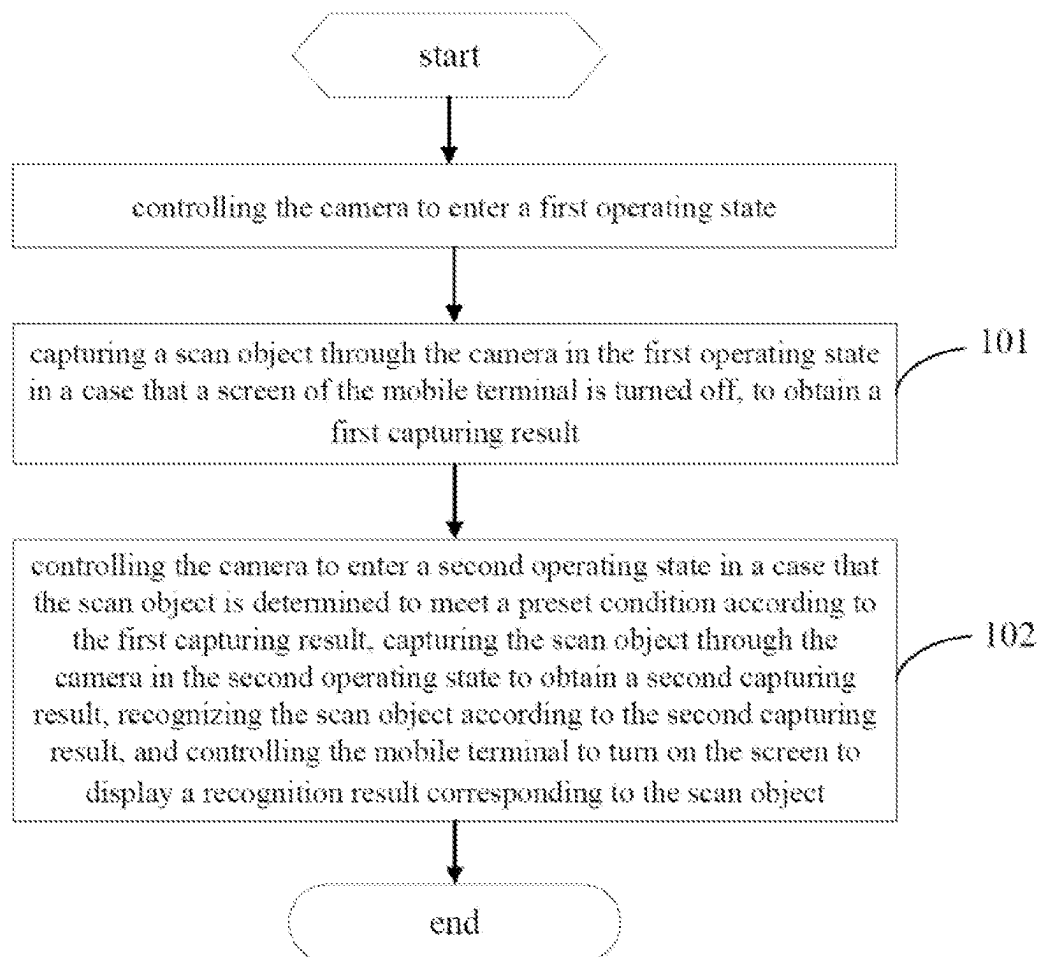 start
controlling the camera to enter a first operating state
capturing a scan object through the camera in the first operating state
in a case that a screen of the mobile terminal is turned off, to obtain a
first capturing result
101
controlling the camera to enter a second operating state in a case that
the scan object is determined to meet a preset condition according to
the first capturing result, capturing the scan object through the
camera in the second operating state to obtain a second capturing
result, recognizing the scan object according to the second capturing
result, and controlling the mobile terminal to turn on the screen to
display a recognition result corresponding to the scan object
102
end